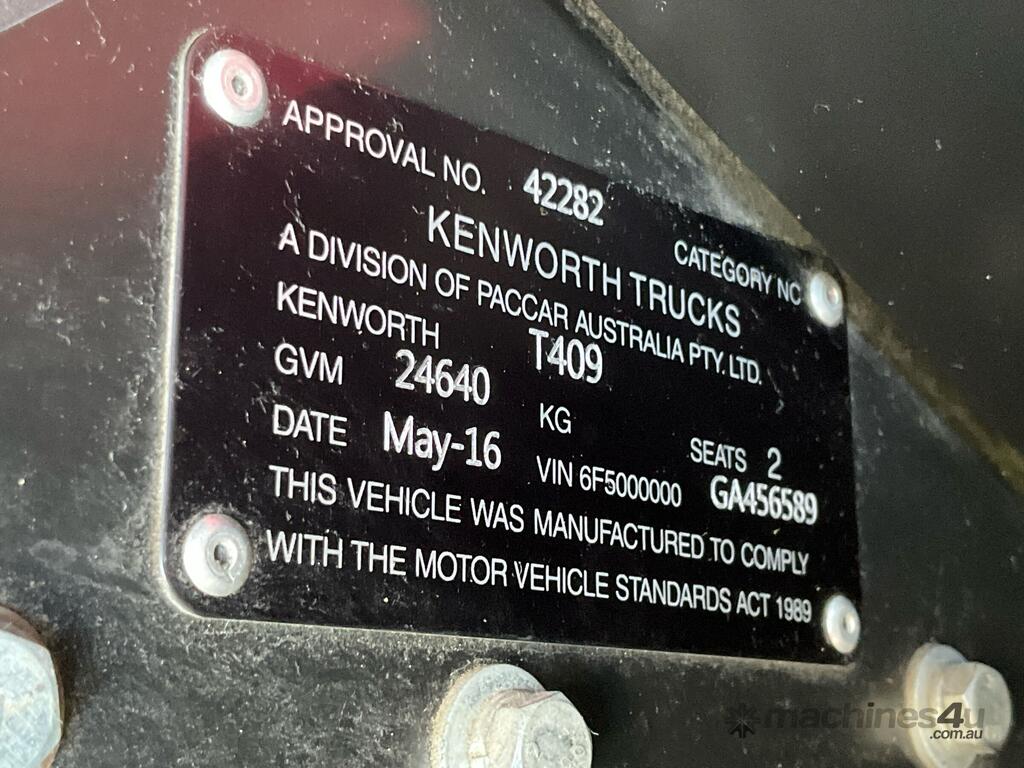 APPROVAL NO. 42282 CATEGORY NC
KENWORTH TRUCKS
A DIVISION OF PACCAR AUSTRALIA PTY. LTD.
KENWORTH T409
GVM 24640 KG SEATS 2
DATE May-16 VIN 6F5000000 GA456589
THIS VEHICLE WAS MANUFACTURED TO COMPLY
WITH THE MOTOR VEHICLE STANDARDS ACT 1989
machines4u
.com.au